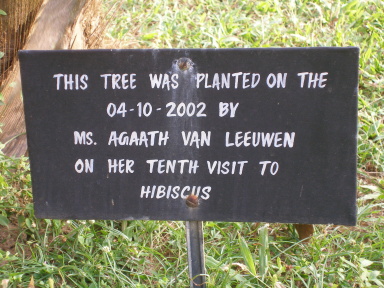 THIS TREE WAS PLANTED ON THE
04-10-2002 BY
MS. AGAATH VAN LEEUWEN
ON HER TENTH VISIT TO
HIBISCUS